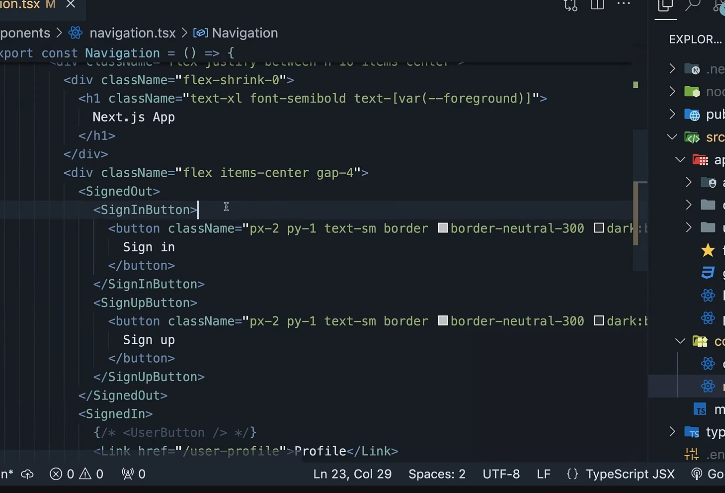 ion.tsx M
ponents > navigation.tsx > Navigation
xport const Navigation = () => {
<div className="flex justify-between h-16 items-center">
<div className="flex-shrink-0">
<h1 className="text-xl font-semibold text-[var(--foreground)]">
Next.js App
</h1>
</div>
<div className="flex items-center gap-4">
<SignedOut>
<SignInButton>
<button className="px-2 py-1 text-sm border border-neutral-300 dark:b
Sign in
</button>
</SignInButton>
<SignUpButton>
<button className="px-2 py-1 text-sm border border-neutral-300 dark:b
Sign up
</button>
</SignUpButton>
</SignedOut>
<SignedIn>
{/* <UserButton /> */}
<Link href="/user-profile">Profile</Link>
EXPLOR...
.ne
noc
pu
src
ap
a
co
m
typ
.en
n* 0 0 0 Ln 23, Col 29 Spaces: 2 UTF-8 LF {} TypeScript JSX Go